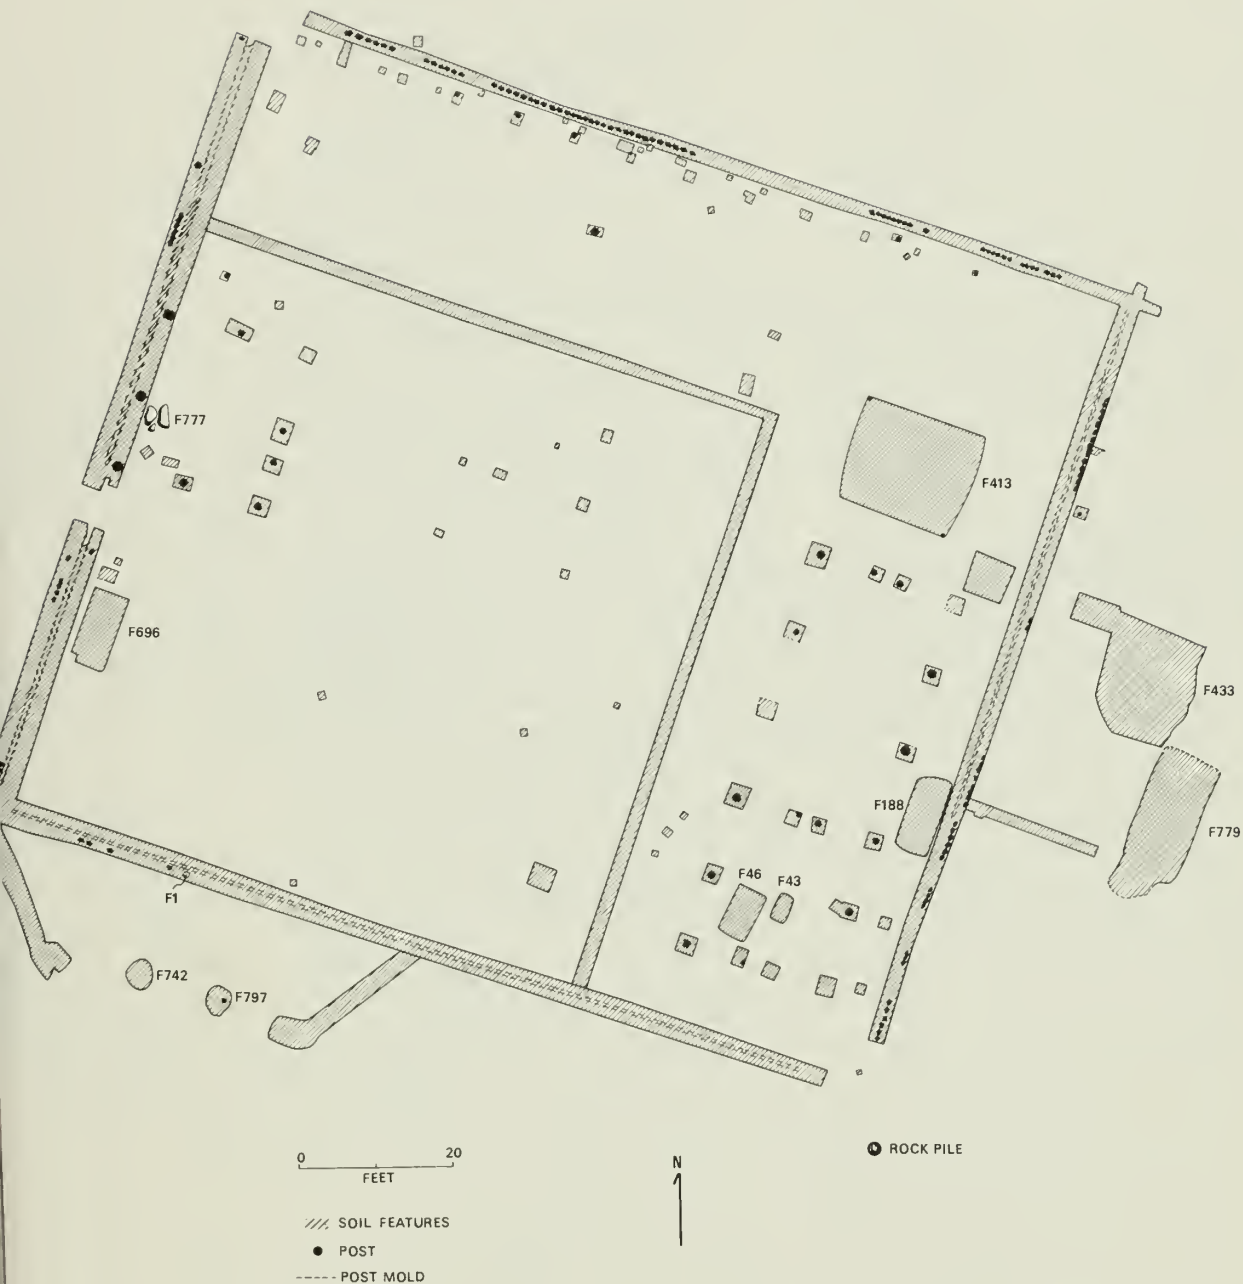 F777
F413
F696
F433
F188
F779
F46
F43
F1
F742
F797
0 20
FEET
N
ROCK PILE
SOIL FEATURES
POST
POST MOLD